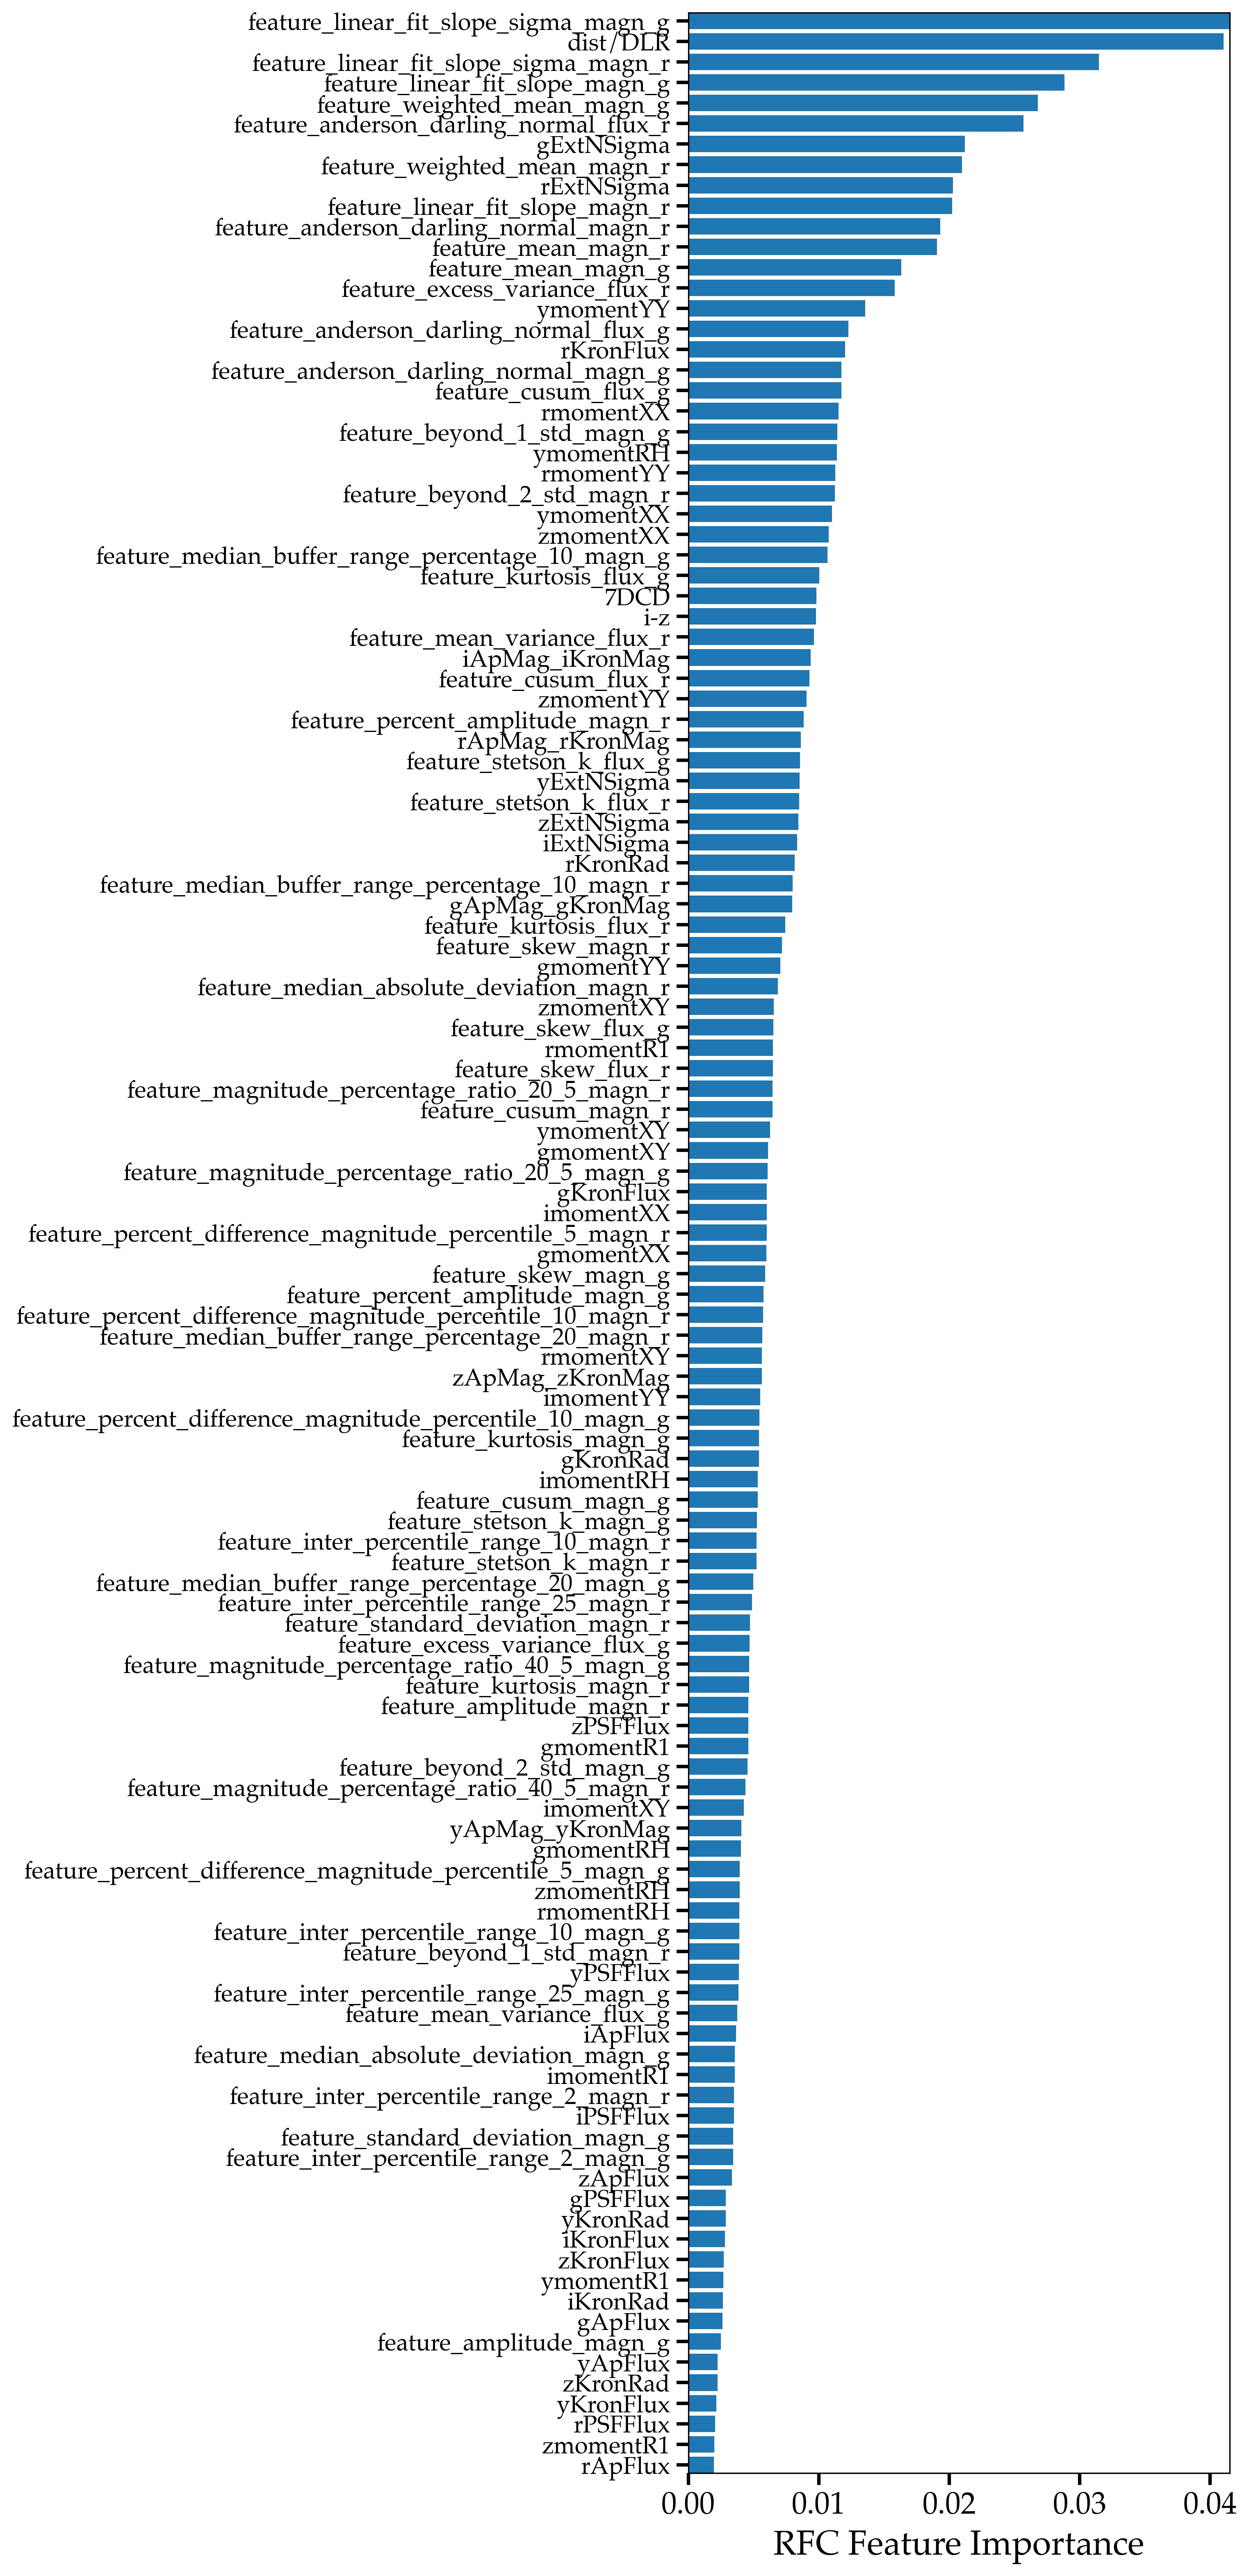 feature_linear_fit_slope_sigma_magn_g
dist/DLR
feature_linear_fit_slope_sigma_magn_r
feature_linear_fit_slope_magn_g
feature_weighted_mean_magn_g
feature_anderson_darling_normal_flux_r
gExtNSigma
feature_weighted_mean_magn_r
rExtNSigma
feature_linear_fit_slope_magn_r
feature_anderson_darling_normal_magn_r
feature_mean_magn_r
feature_mean_magn_g
feature_excess_variance_flux_r
ymomentYY
feature_anderson_darling_normal_flux_g
rKronFlux
feature_anderson_darling_normal_magn_g
feature_cusum_flux_g
rmomentXX
feature_beyond_1_std_magn_g
ymomentRH
rmomentYY
feature_beyond_2_std_magn_r
ymomentXX
zmomentXX
feature_median_buffer_range_percentage_10_magn_g
feature_kurtosis_flux_g
7DCD
i-z
feature_mean_variance_flux_r
iApMag_iKronMag
feature_cusum_flux_r
zmomentYY
feature_percent_amplitude_magn_r
rApMag_rKronMag
feature_stetson_k_flux_g
yExtNSigma
feature_stetson_k_flux_r
zExtNSigma
iExtNSigma
rKronRad
feature_median_buffer_range_percentage_10_magn_r
gApMag_gKronMag
feature_kurtosis_flux_r
feature_skew_magn_r
gmomentYY
feature_median_absolute_deviation_magn_r
zmomentXY
feature_skew_flux_g
rmomentR1
feature_skew_flux_r
feature_magnitude_percentage_ratio_20_5_magn_r
feature_cusum_magn_r
ymomentXY
gmomentXY
feature_magnitude_percentage_ratio_20_5_magn_g
gKronFlux
imomentXX
feature_percent_difference_magnitude_percentile_5_magn_r
gmomentXX
feature_skew_magn_g
feature_percent_amplitude_magn_g
feature_percent_difference_magnitude_percentile_10_magn_r
feature_median_buffer_range_percentage_20_magn_r
rmomentXY
zApMag_zKronMag
imomentYY
feature_percent_difference_magnitude_percentile_10_magn_g
feature_kurtosis_magn_g
gKronRad
imomentRH
feature_cusum_magn_g
feature_stetson_k_magn_g
feature_inter_percentile_range_10_magn_r
feature_stetson_k_magn_r
feature_median_buffer_range_percentage_20_magn_g
feature_inter_percentile_range_25_magn_r
feature_standard_deviation_magn_r
feature_excess_variance_flux_g
feature_magnitude_percentage_ratio_40_5_magn_g
feature_kurtosis_magn_r
feature_amplitude_magn_r
zPSFFlux
gmomentR1
feature_beyond_2_std_magn_g
feature_magnitude_percentage_ratio_40_5_magn_r
imomentXY
yApMag_yKronMag
gmomentRH
feature_percent_difference_magnitude_percentile_5_magn_g
zmomentRH
rmomentRH
feature_inter_percentile_range_10_magn_g
feature_beyond_1_std_magn_r
yPSFFlux
feature_inter_percentile_range_25_magn_g
feature_mean_variance_flux_g
iApFlux
feature_median_absolute_deviation_magn_g
imomentR1
feature_inter_percentile_range_2_magn_r
iPSFFlux
feature_standard_deviation_magn_g
feature_inter_percentile_range_2_magn_g
zApFlux
gPSFFlux
yKronRad
iKronFlux
zKronFlux
ymomentR1
iKronRad
gApFlux
feature_amplitude_magn_g
yApFlux
zKronRad
yKronFlux
rPSFFlux
zmomentR1
rApFlux
0.00 0.01 0.02 0.03 0.04
RFC Feature Importance